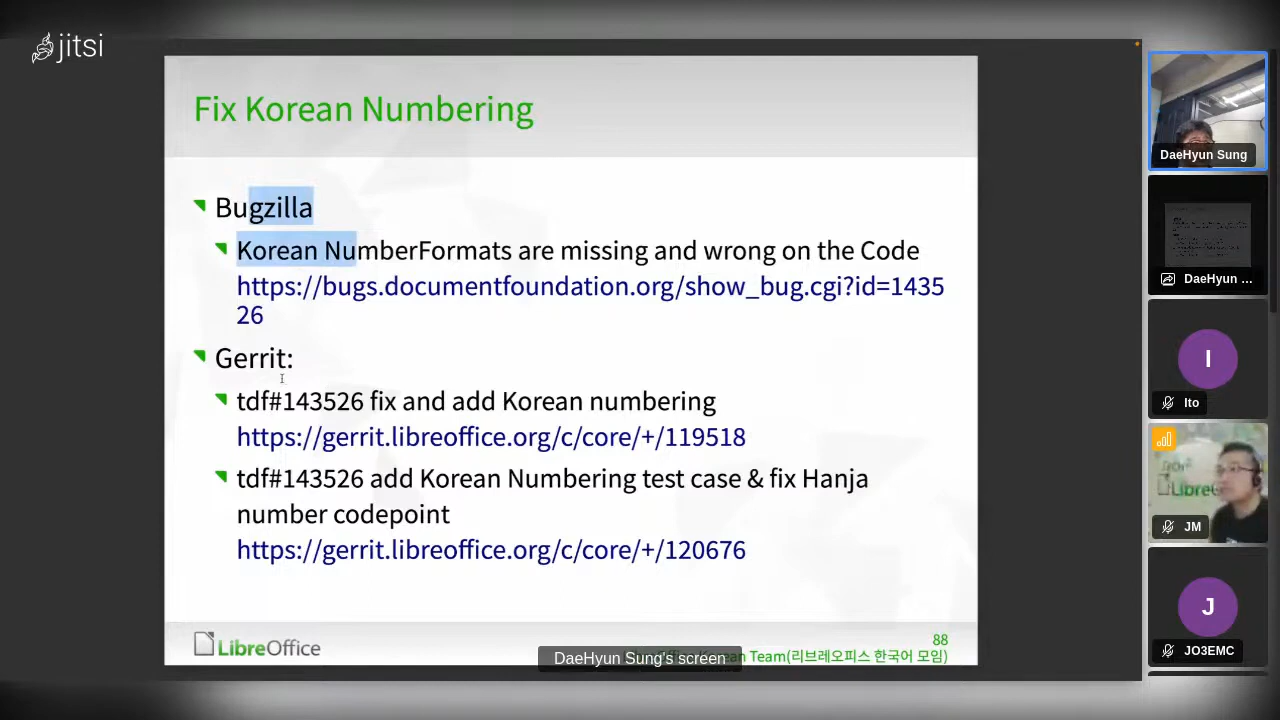 jitsi
Fix Korean Numbering
Bugzilla
Korean NumberFormats are missing and wrong on the Code
https://bugs.documentfoundation.org/show_bug.cgi?id=1435
26
Gerrit:
tdf#143526 fix and add Korean numbering
https://gerrit.libreoffice.org/c/core/+/119518
tdf#143526 add Korean Numbering test case & fix Hanja
number codepoint
https://gerrit.libreoffice.org/c/core/+/120676
LibreOffice
88
Team(리브레오피스 한국어 모임)
DaeHyun Sung's screen
DaeHyun Sung
DaeHyun ...
I
Ito
JM
J
JO3EMC